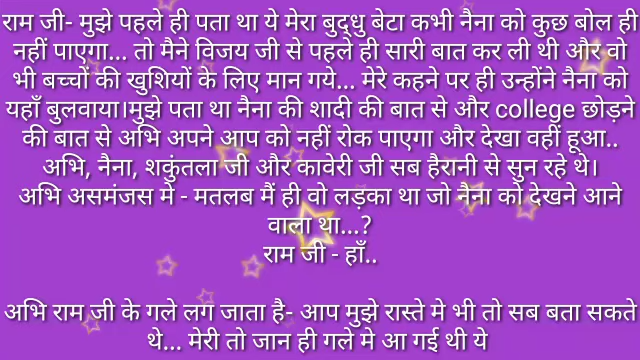 राम जी- मुझे पहले ही पता था ये मेरा बुद्धु बेटा कभी नैना को कुछ बोल ही
नहीं पाएगा... तो मैने विजय जी से पहले ही सारी बात कर ली थी और वो
भी बच्चों की खुशियों के लिए मान गये... मेरे कहने पर ही उन्होंने नैना को
यहाँ बुलवाया।मुझे पता था नैना की शादी की बात से और college छोड़ने
की बात से अभि अपने आप को नहीं रोक पाएगा और देखा वहीं हूआ..
अभि, नैना, शकुंतला जी और कावेरी जी सब हैरानी से सुन रहे थे।
अभि असमंजस मे - मतलब मैं ही वो लड़का था जो नैना को देखने आने
वाला था...?
राम जी - हाँ..
अभि राम जी के गले लग जाता है- आप मुझे रास्ते मे भी तो सब बता सकते
थे... मेरी तो जान ही गले मे आ गई थी ये